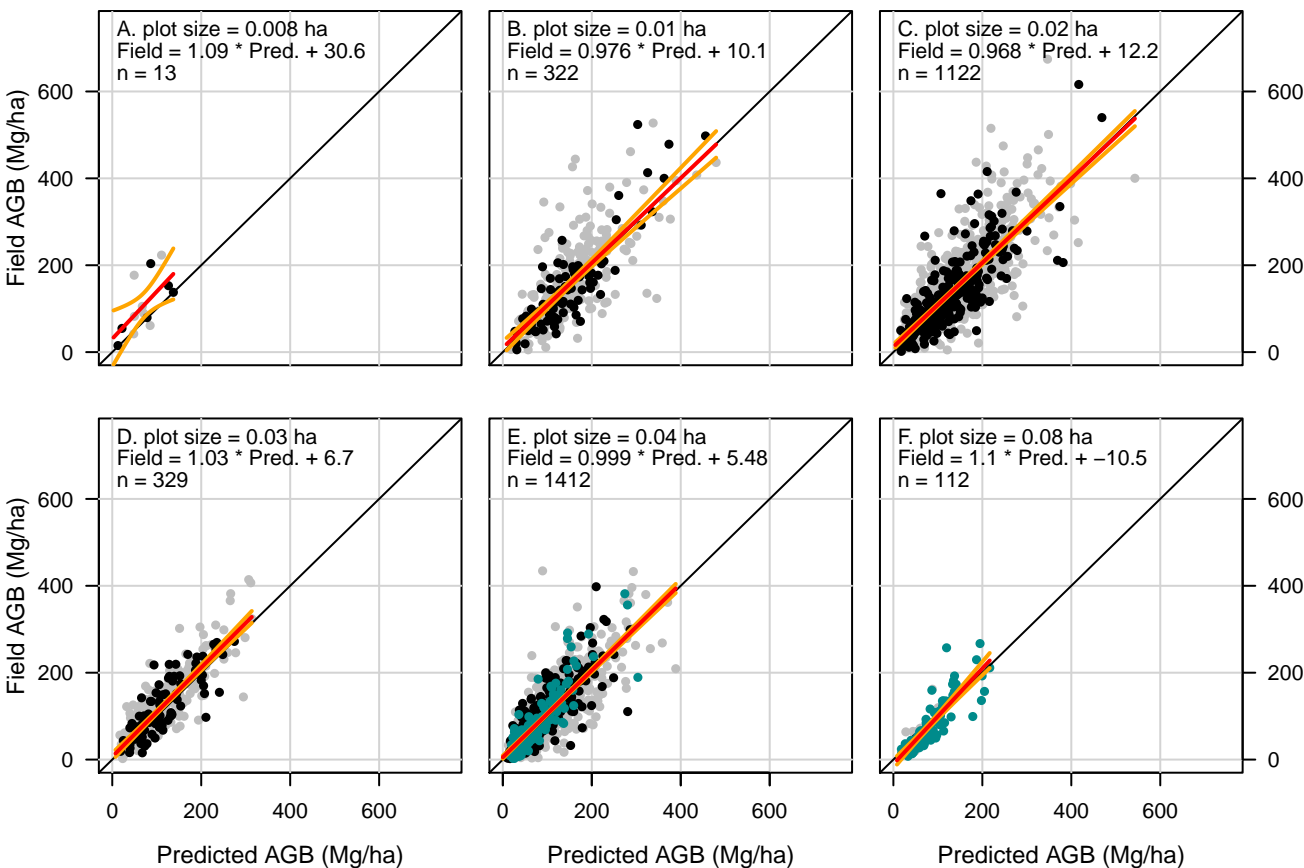 A. plot size = 0.008 ha
Field = 1.09 * Pred. + 30.6
n = 13
B. plot size = 0.01 ha
Field = 0.976 * Pred. + 10.1
n = 322
C. plot size = 0.02 ha
Field = 0.968 * Pred. + 12.2
n = 1122
Field AGB (Mg/ha)
600
400
200
0
600
400
200
0
D. plot size = 0.03 ha
Field = 1.03 * Pred. + 6.7
n = 329
E. plot size = 0.04 ha
Field = 0.999 * Pred. + 5.48
n = 1412
F. plot size = 0.08 ha
Field = 1.1 * Pred. + −10.5
n = 112
Field AGB (Mg/ha)
600
400
200
0
600
400
200
0
0 200 400 600
0 200 400 600
0 200 400 600
Predicted AGB (Mg/ha)
Predicted AGB (Mg/ha)
Predicted AGB (Mg/ha)